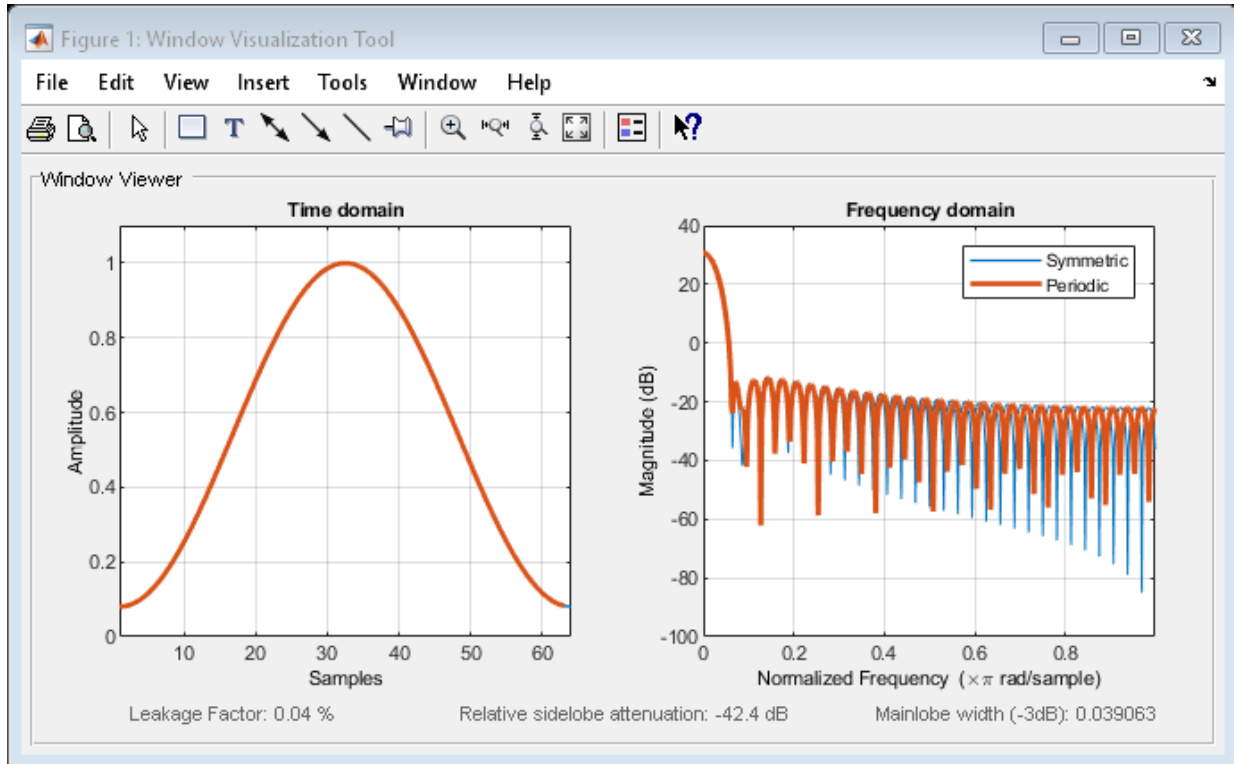 Figure 1: Window Visualization Tool
File Edit View Insert Tools Window Help
T
?
Window Viewer
Time domain
1
0.8
0.6
0.4
0.2
0
Amplitude
10 20 30 40 50 60
Samples
Frequency domain
Symmetric
Periodic
40
20
0
-20
-40
-60
-80
-100
Magnitude (dB)
0 0.2 0.4 0.6 0.8
Normalized Frequency (×π rad/sample)
Leakage Factor: 0.04 % Relative sidelobe attenuation: -42.4 dB Mainlobe width (-3dB): 0.039063